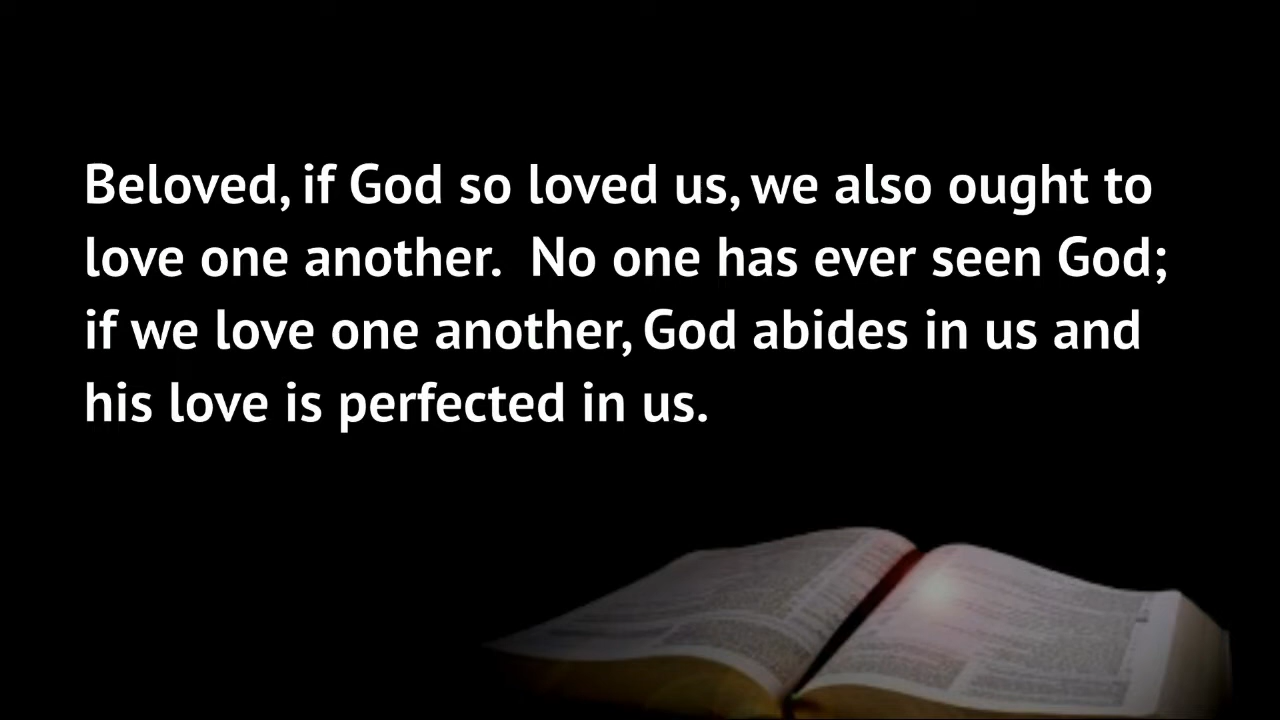 Beloved, if God so loved us, we also ought to
love one another.  No one has ever seen God;
if we love one another, God abides in us and
his love is perfected in us.